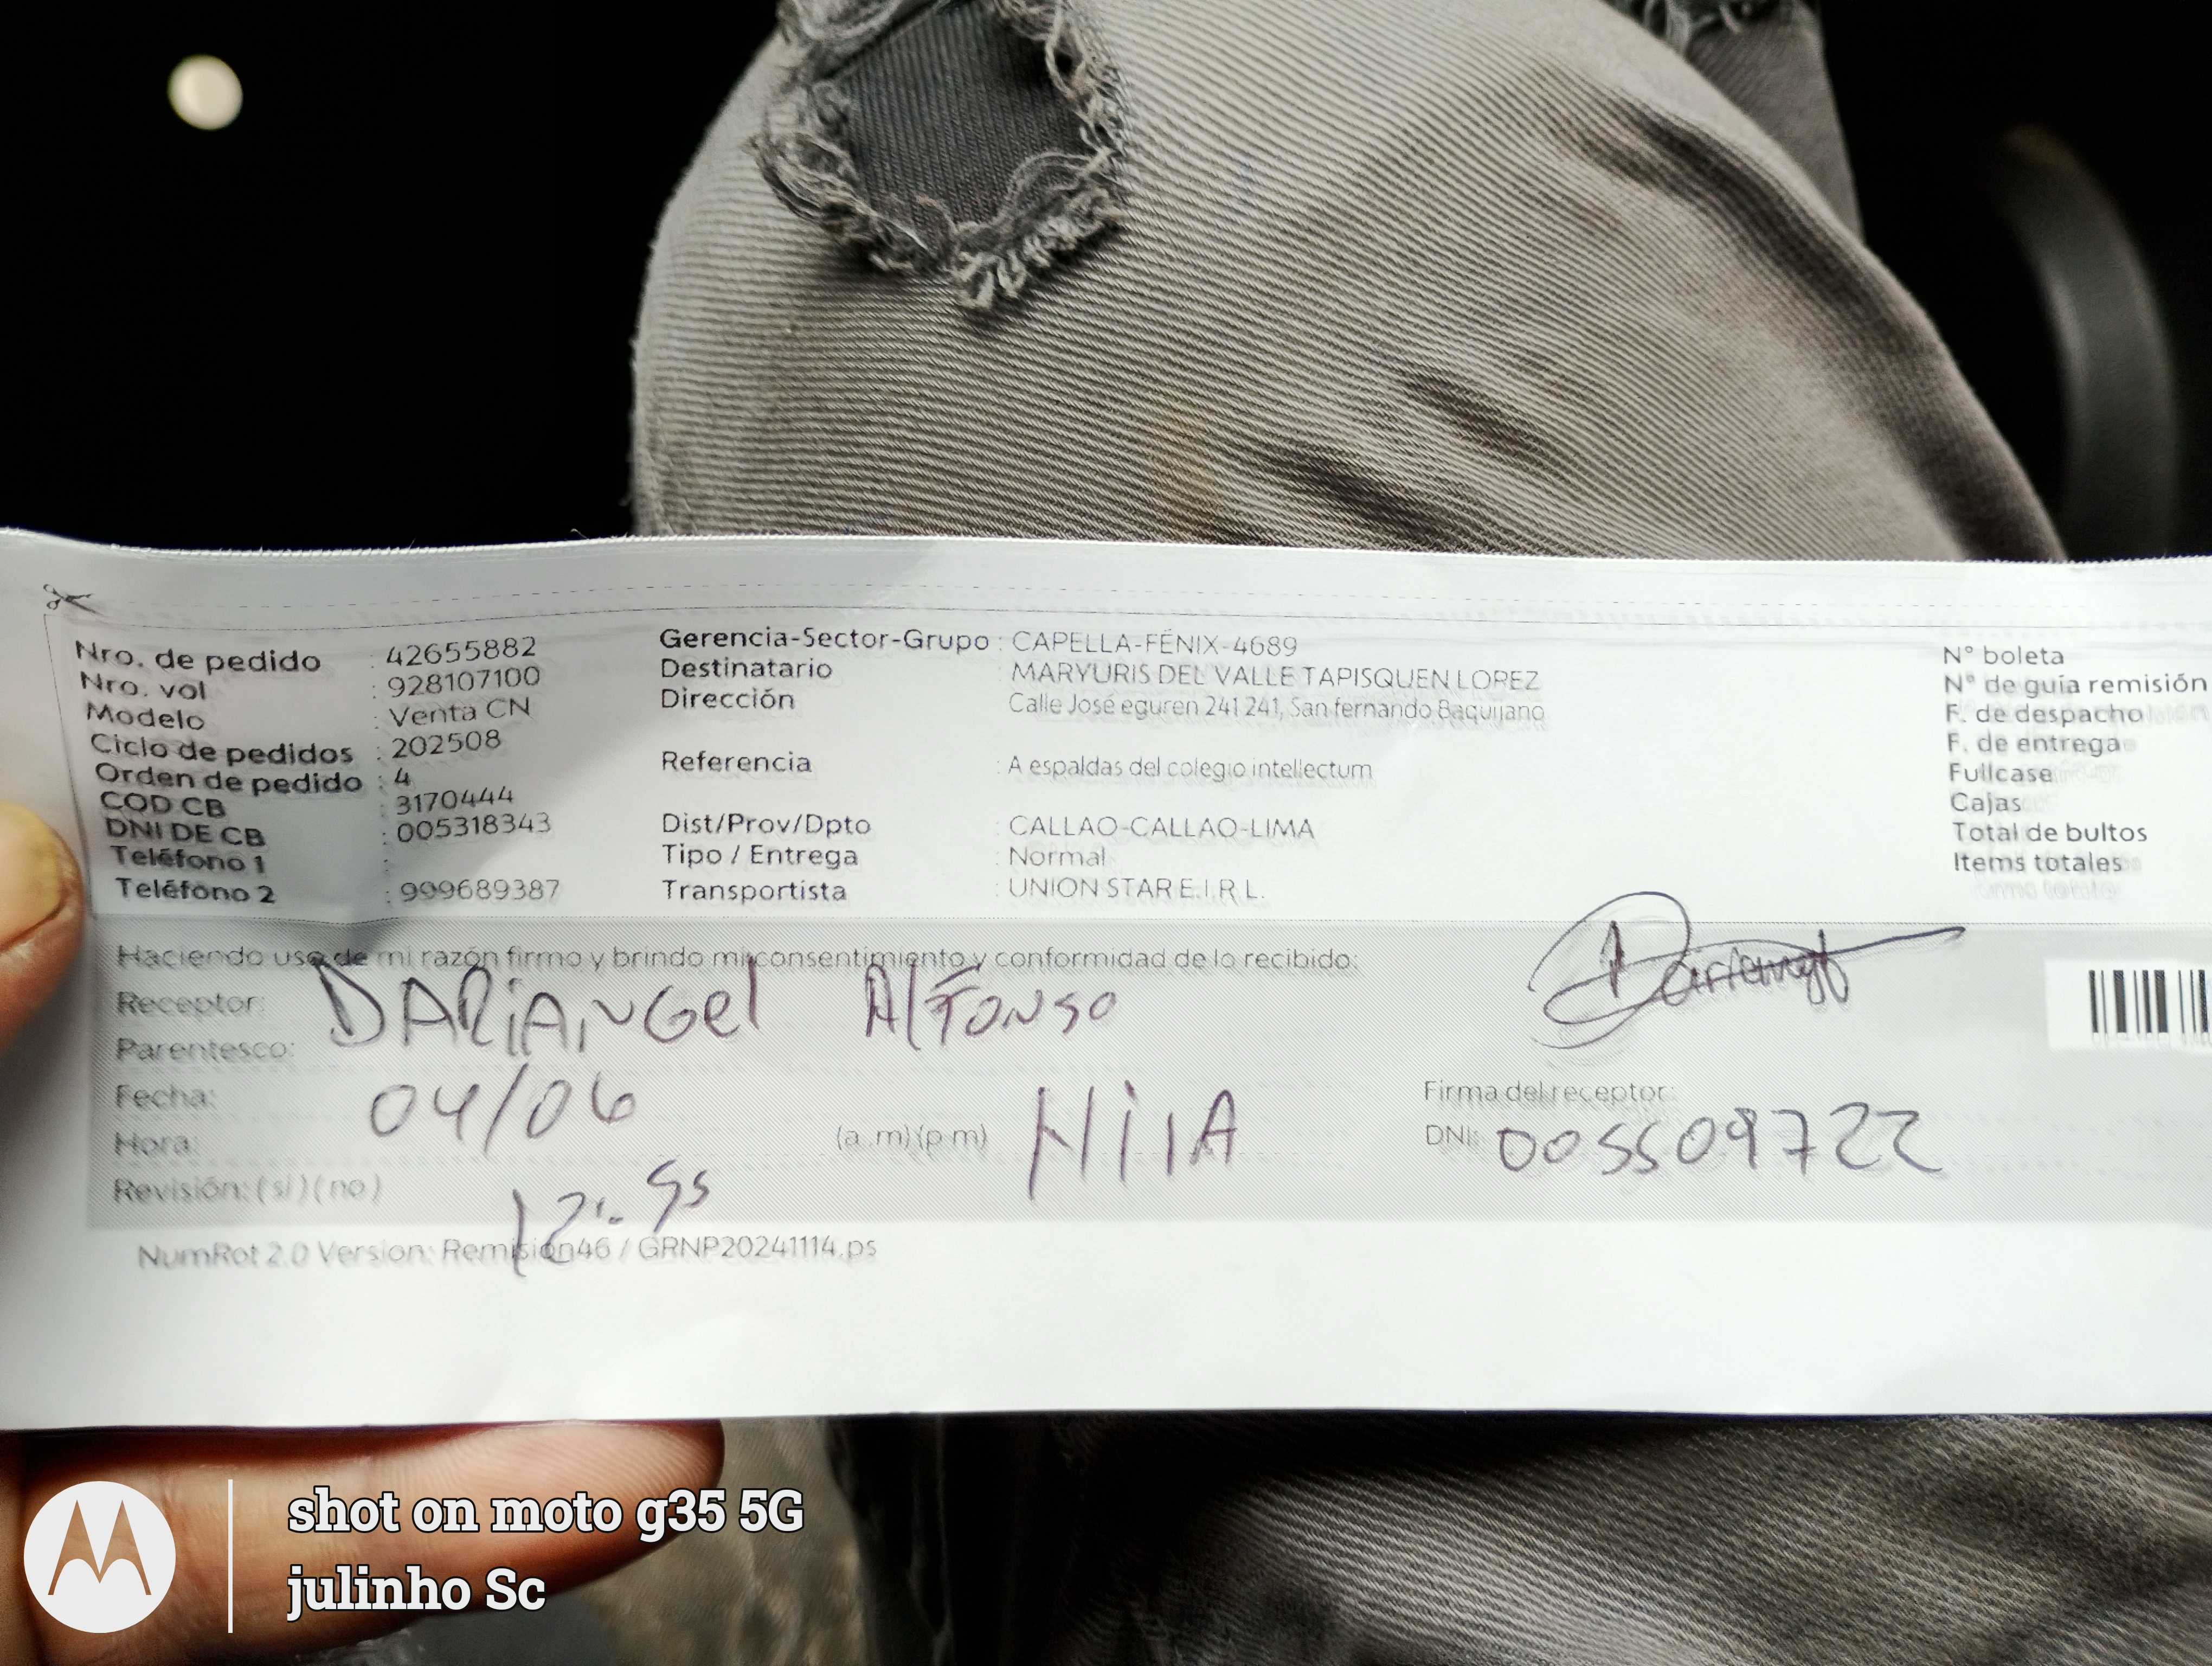 Nro. de pedido : 42655882
Nro. vol : 928107100
Modelo : Venta CN
Ciclo de pedidos : 202508
Orden de pedido : 4
COD CB : 3170444
DNI DE CB : 005318343
Teléfono 1 :
Teléfono 2 : 909689387
Gerencia-Sector-Grupo : CAPELLA-FÉNIX-4689
Destinatario : MARYURIS DEL VALLE TAPISQUEN LOPEZ
Dirección : Calle José eguren 241 241, San fernando Baquijano
Referencia : A espaldas del colegio intellectum
Dist/Prov/Dpto : CALLAO-CALLAO-LIMA
Tipo / Entrega : Normal
Transportista : UNION STAR E.I.R.L.
N° boleta
N° de guía remisión
F. de despacho
F. de entrega
Fullcase
Cajas
Total de bultos
Items totales
Haciendo uso de mi razón firmo y brindo mi consentimiento y conformidad de lo recibido:
Receptor: DARiANGel AlFONSO
Parentesco:
Fecha: 04/06
Hora: (a.m)(p.m) HiJA
Revisión: (si) (no)
Firma del receptor:
DNI: 005509722
NumRot 2.0 Version: Remision46 / GRNP20241114.ps
shot on moto g35 5G
julinho Sc